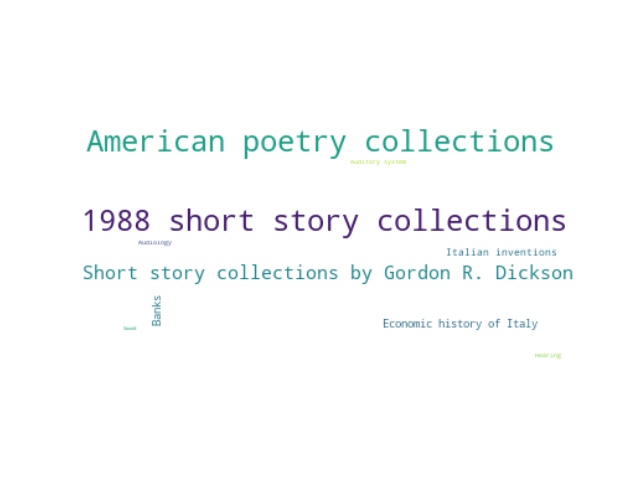 American poetry collections
Auditory system
1988 short story collections
Audiology
Italian inventions
Short story collections by Gordon R. Dickson
Banks
Economic history of Italy
Sound
Hearing